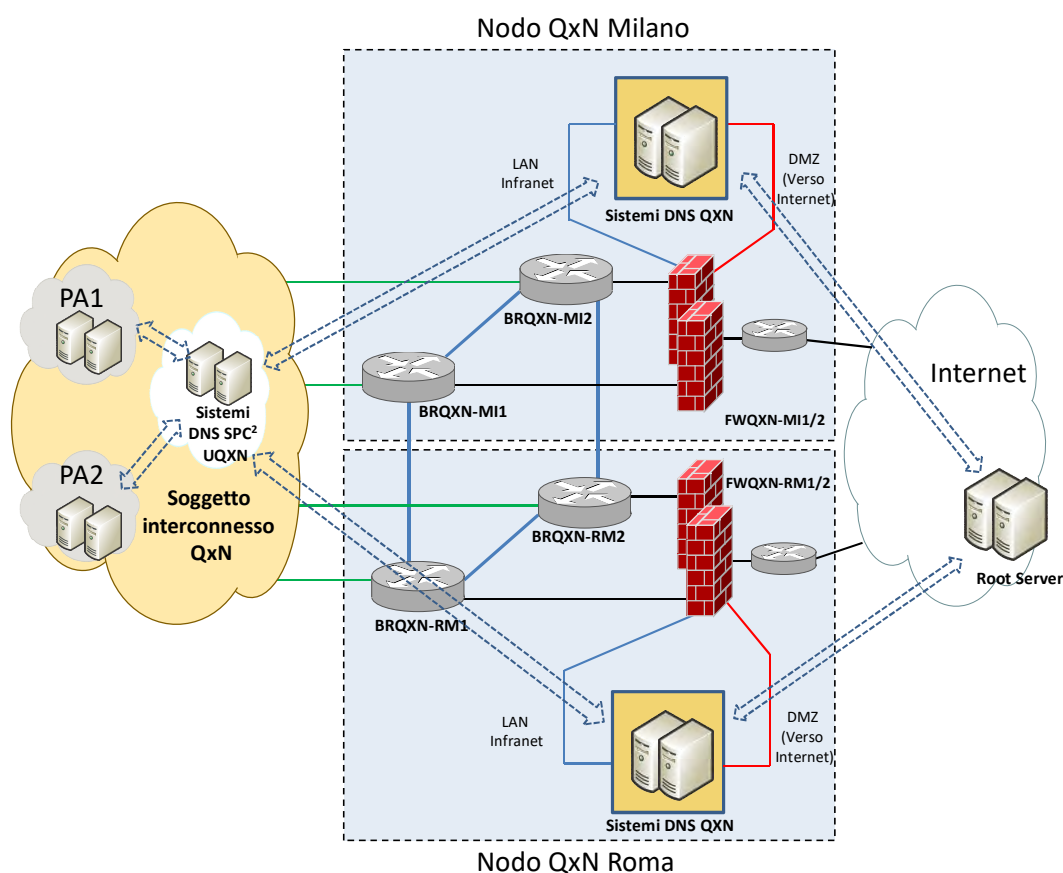 Nodo QxN Milano
LAN
Infranet
DMZ
(Verso
Internet)
Sistemi DNS QXN
BRQXN-MI2
BRQXN-MI1
FWQXN-MI1/2
PA1
Sistemi
DNS SPC²
UQXN
PA2
Soggetto
interconnesso
QxN
Internet
Root Server
FWQXN-RM1/2
BRQXN-RM2
BRQXN-RM1
LAN
Infranet
DMZ
(Verso
Internet)
Sistemi DNS QXN
Nodo QxN Roma